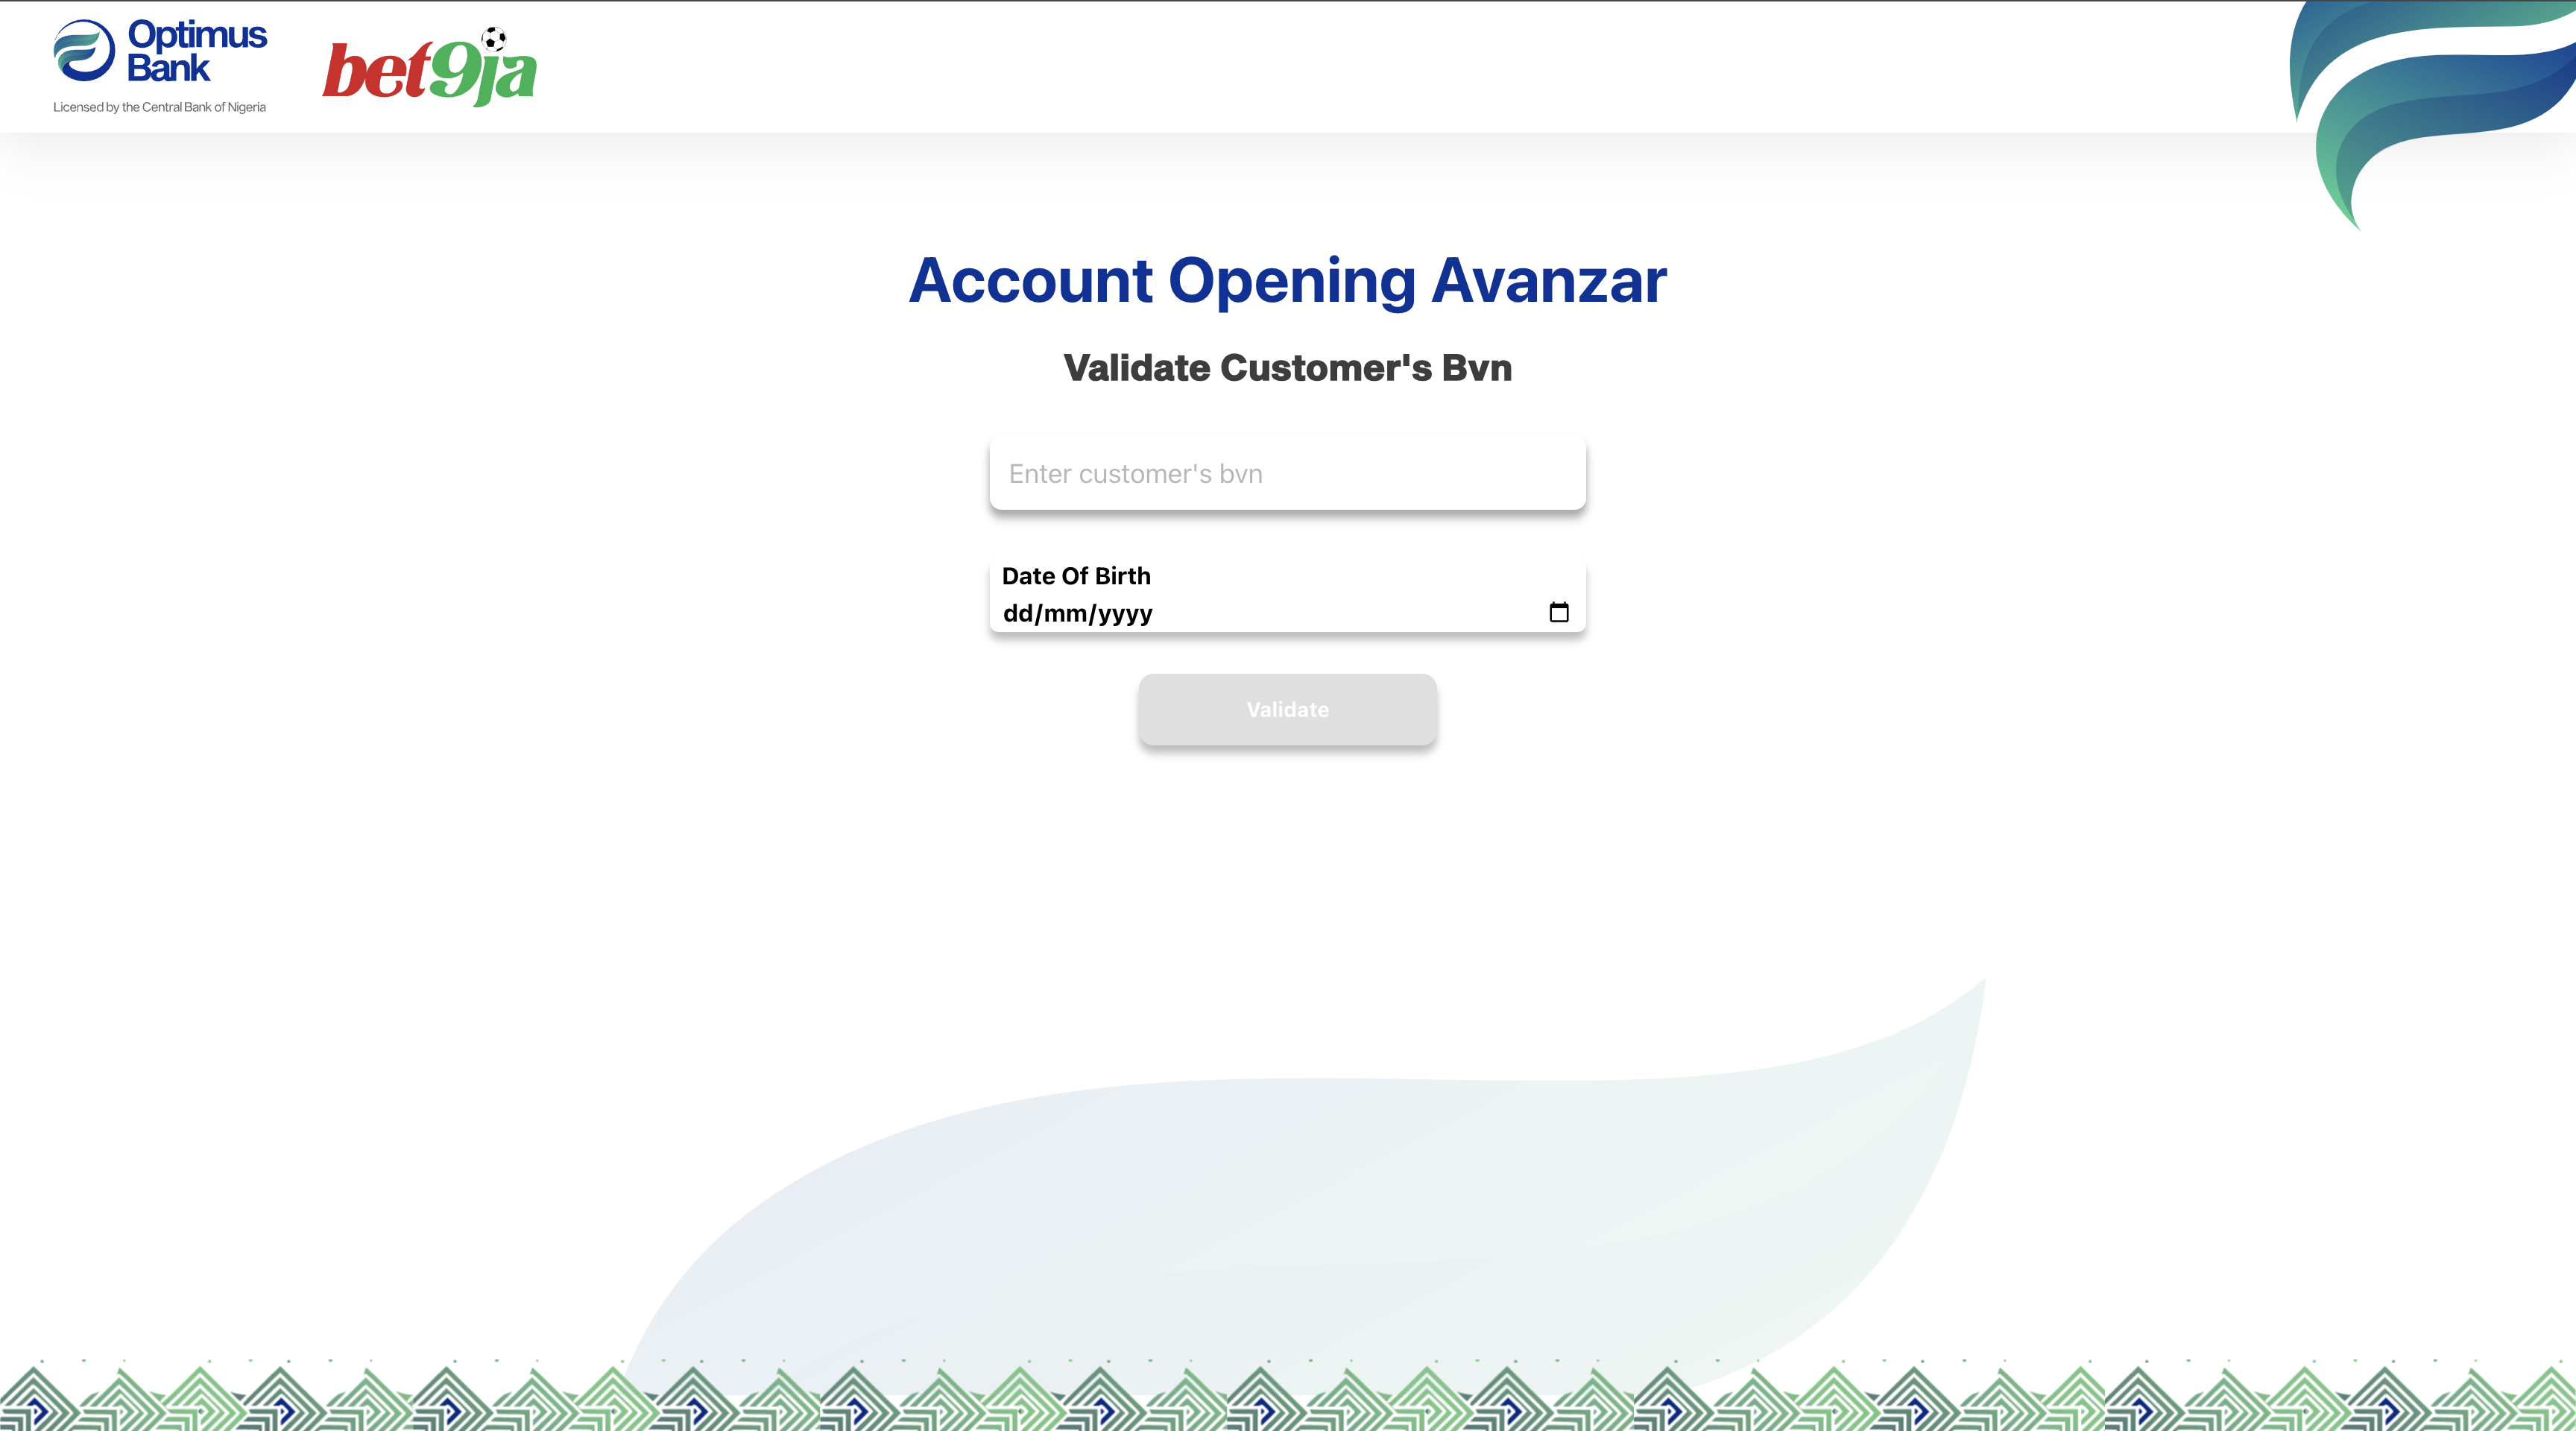 Optimus
Bank
Licensed by the Central Bank of Nigeria
bet9ja
Account Opening Avanzar
Validate Customer's Bvn
Enter customer's bvn
Date Of Birth
dd/mm/yyyy
Validate